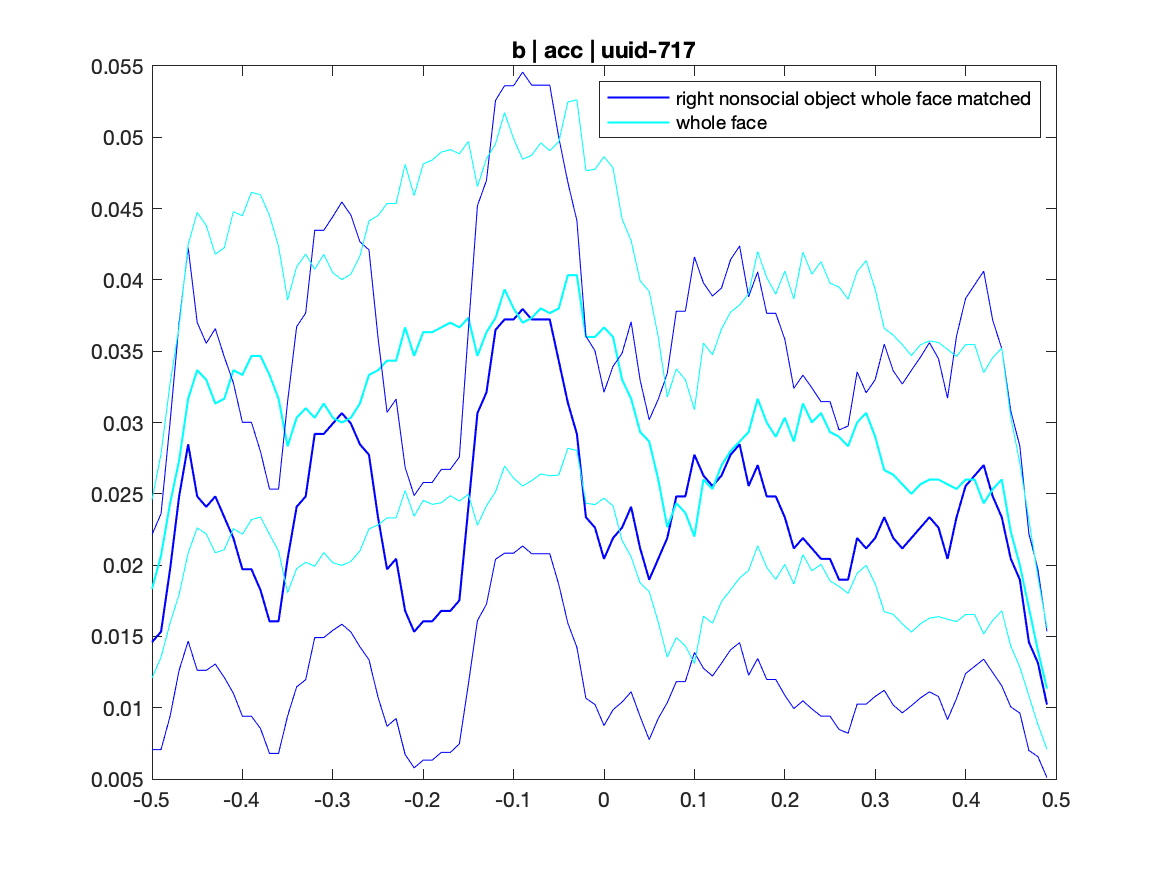 b | acc | uuid-717
0.055
right nonsocial object whole face matched
whole face
0.05
0.045
0.04
0.035
0.03
0.025
0.02
0.015
0.01
0.005
-0.5 -0.4 -0.3 -0.2 -0.1 0 0.1 0.2 0.3 0.4 0.5